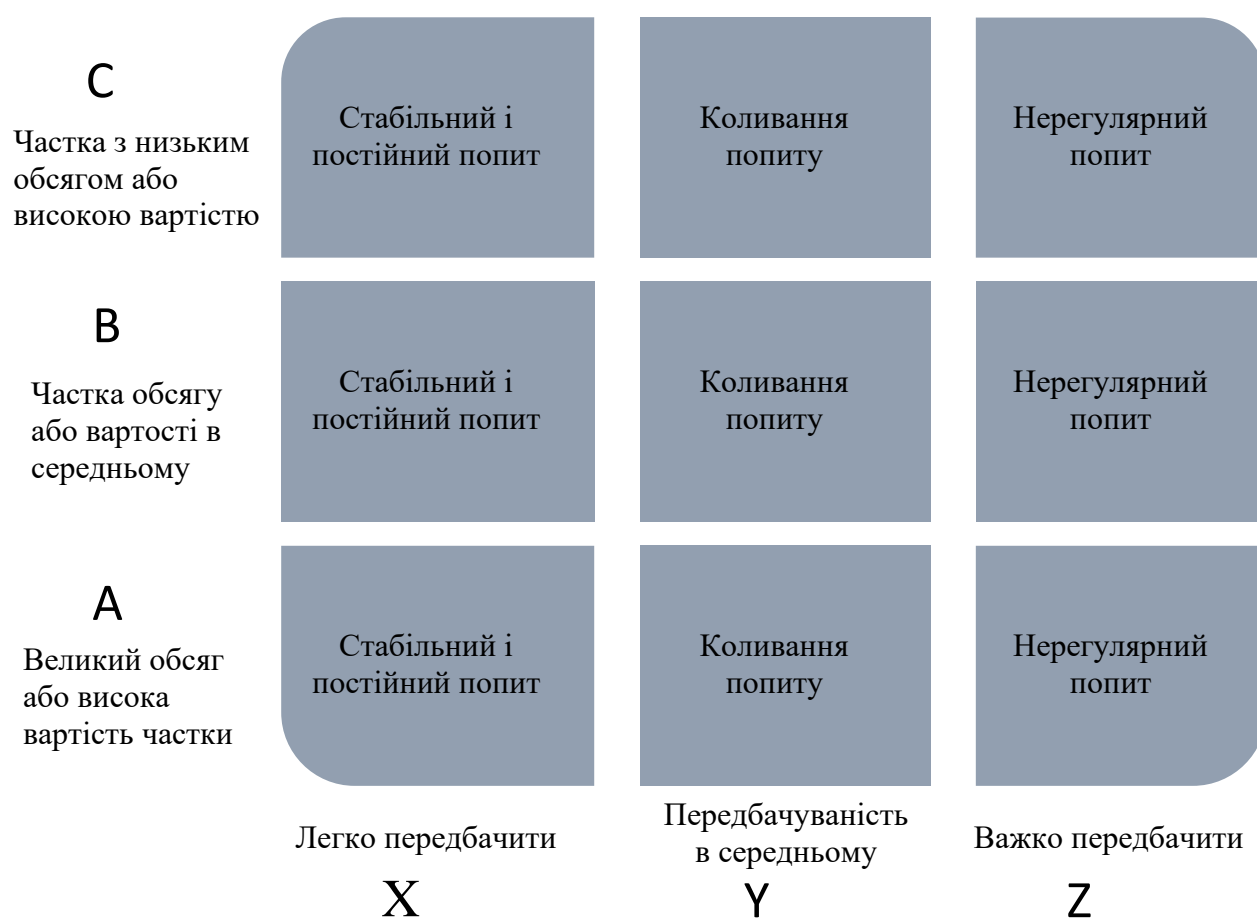 C
Частка з низьким
обсягом або
високою вартістю
Стабільний і
постійний попит
Коливання
попиту
Нерегулярний
попит
B
Частка обсягу
або вартості в
середньому
Стабільний і
постійний попит
Коливання
попиту
Нерегулярний
попит
A
Великий обсяг
або висока
вартість частки
Стабільний і
постійний попит
Коливання
попиту
Нерегулярний
попит
Легко передбачити
Передбачуваність
в середньому
Важко передбачити
X
Y
Z